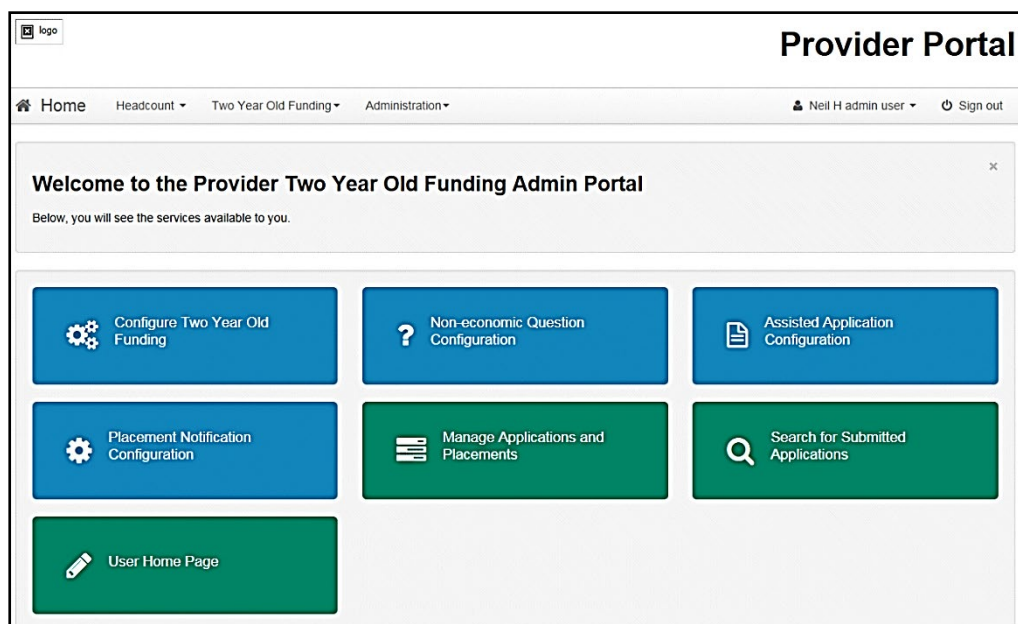 logo
Provider Portal
Home Headcount Two Year Old Funding Administration Neil H admin user Sign out
Welcome to the Provider Two Year Old Funding Admin Portal
Below, you will see the services available to you.
Configure Two Year Old
Funding
Non-economic Question
Configuration
Assisted Application
Configuration
Placement Notification
Configuration
Manage Applications and
Placements
Search for Submitted
Applications
User Home Page